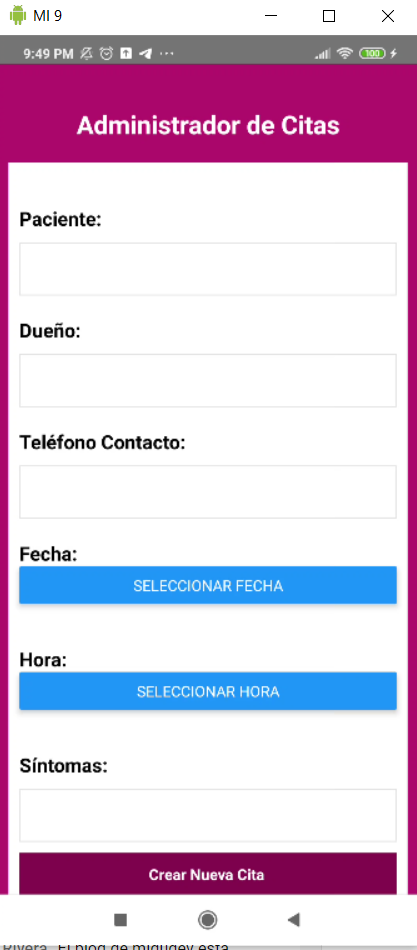 MI 9
9:49 PM
100
Administrador de Citas
Paciente:
Dueño:
Teléfono Contacto:
Fecha:
SELECCIONAR FECHA
Hora:
SELECCIONAR HORA
Síntomas:
Crear Nueva Cita
Rivera. El blog de midudev está